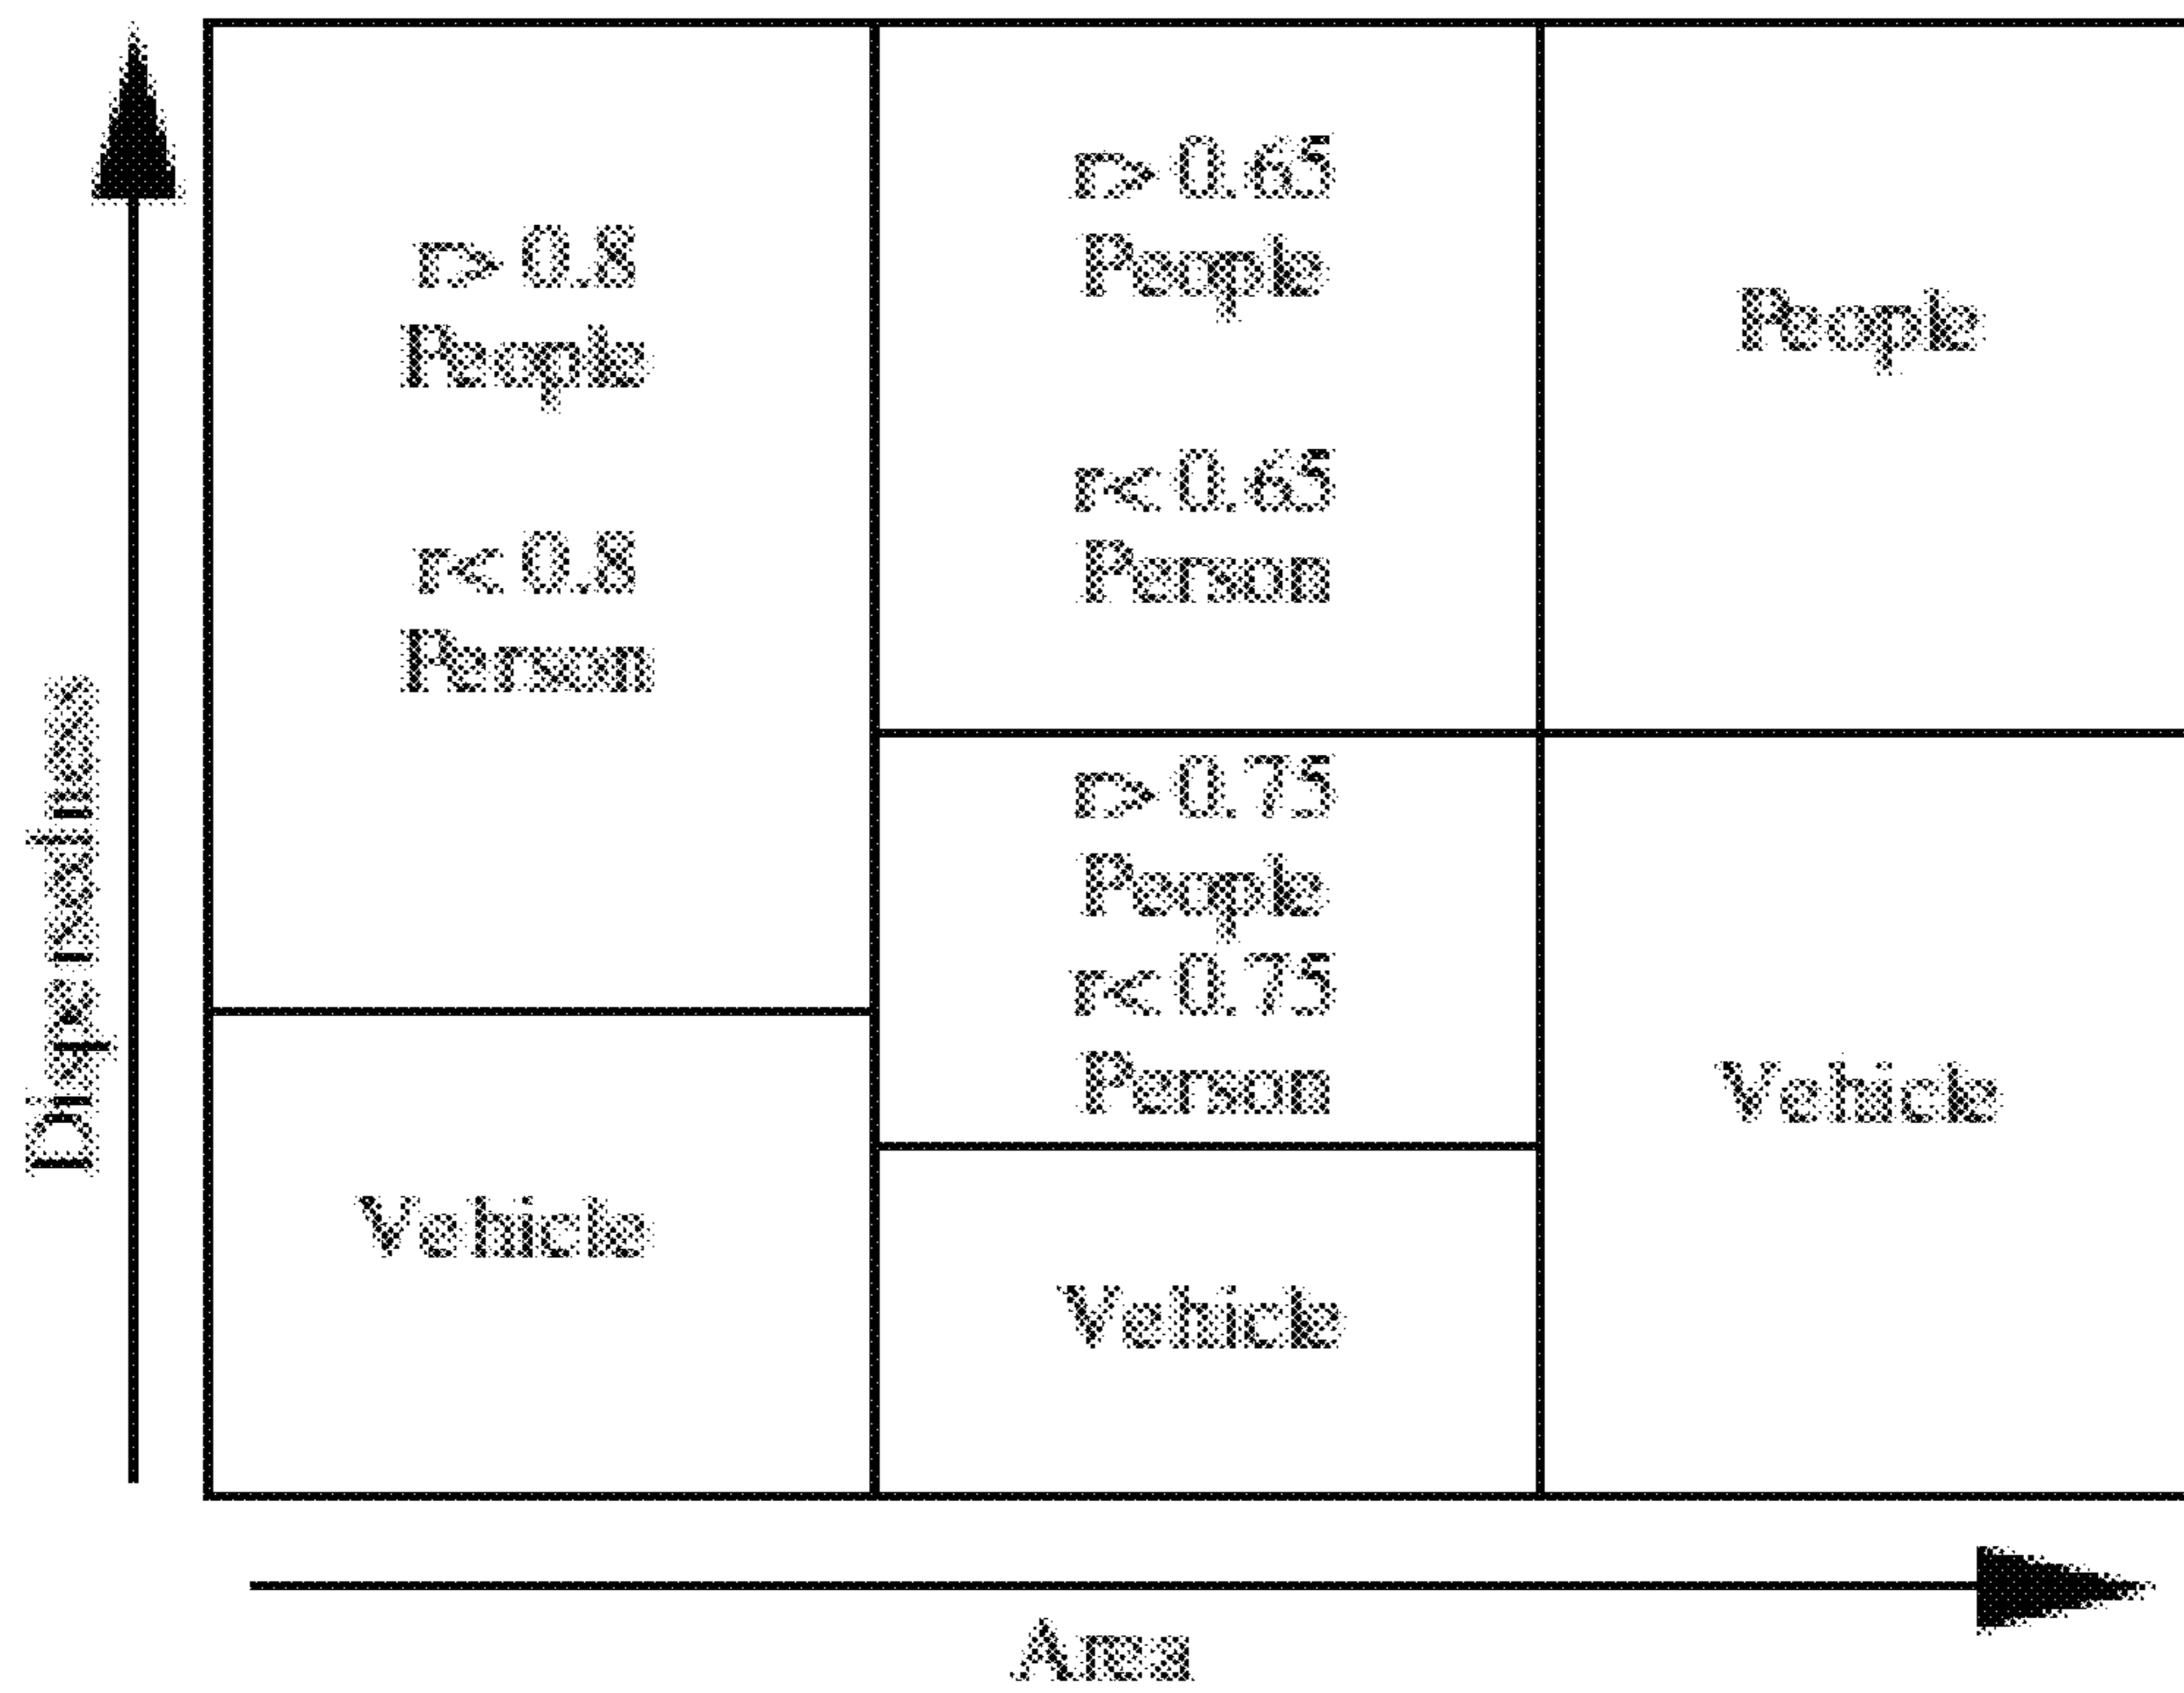 Dispersedness
r> 0.8
People
r< 0.8
Person
Vehicle
r> 0.65
People
r< 0.65
Person
r> 0.75
People
r< 0.75
Person
Vehicle
People
Vehicle
Area